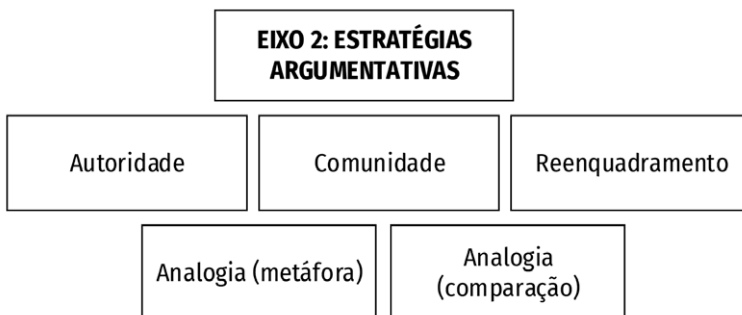 EIXO 2: ESTRATÉGIAS
ARGUMENTATIVAS
Autoridade
Comunidade
Reenquadramento
Analogia (metáfora)
Analogia
(comparação)